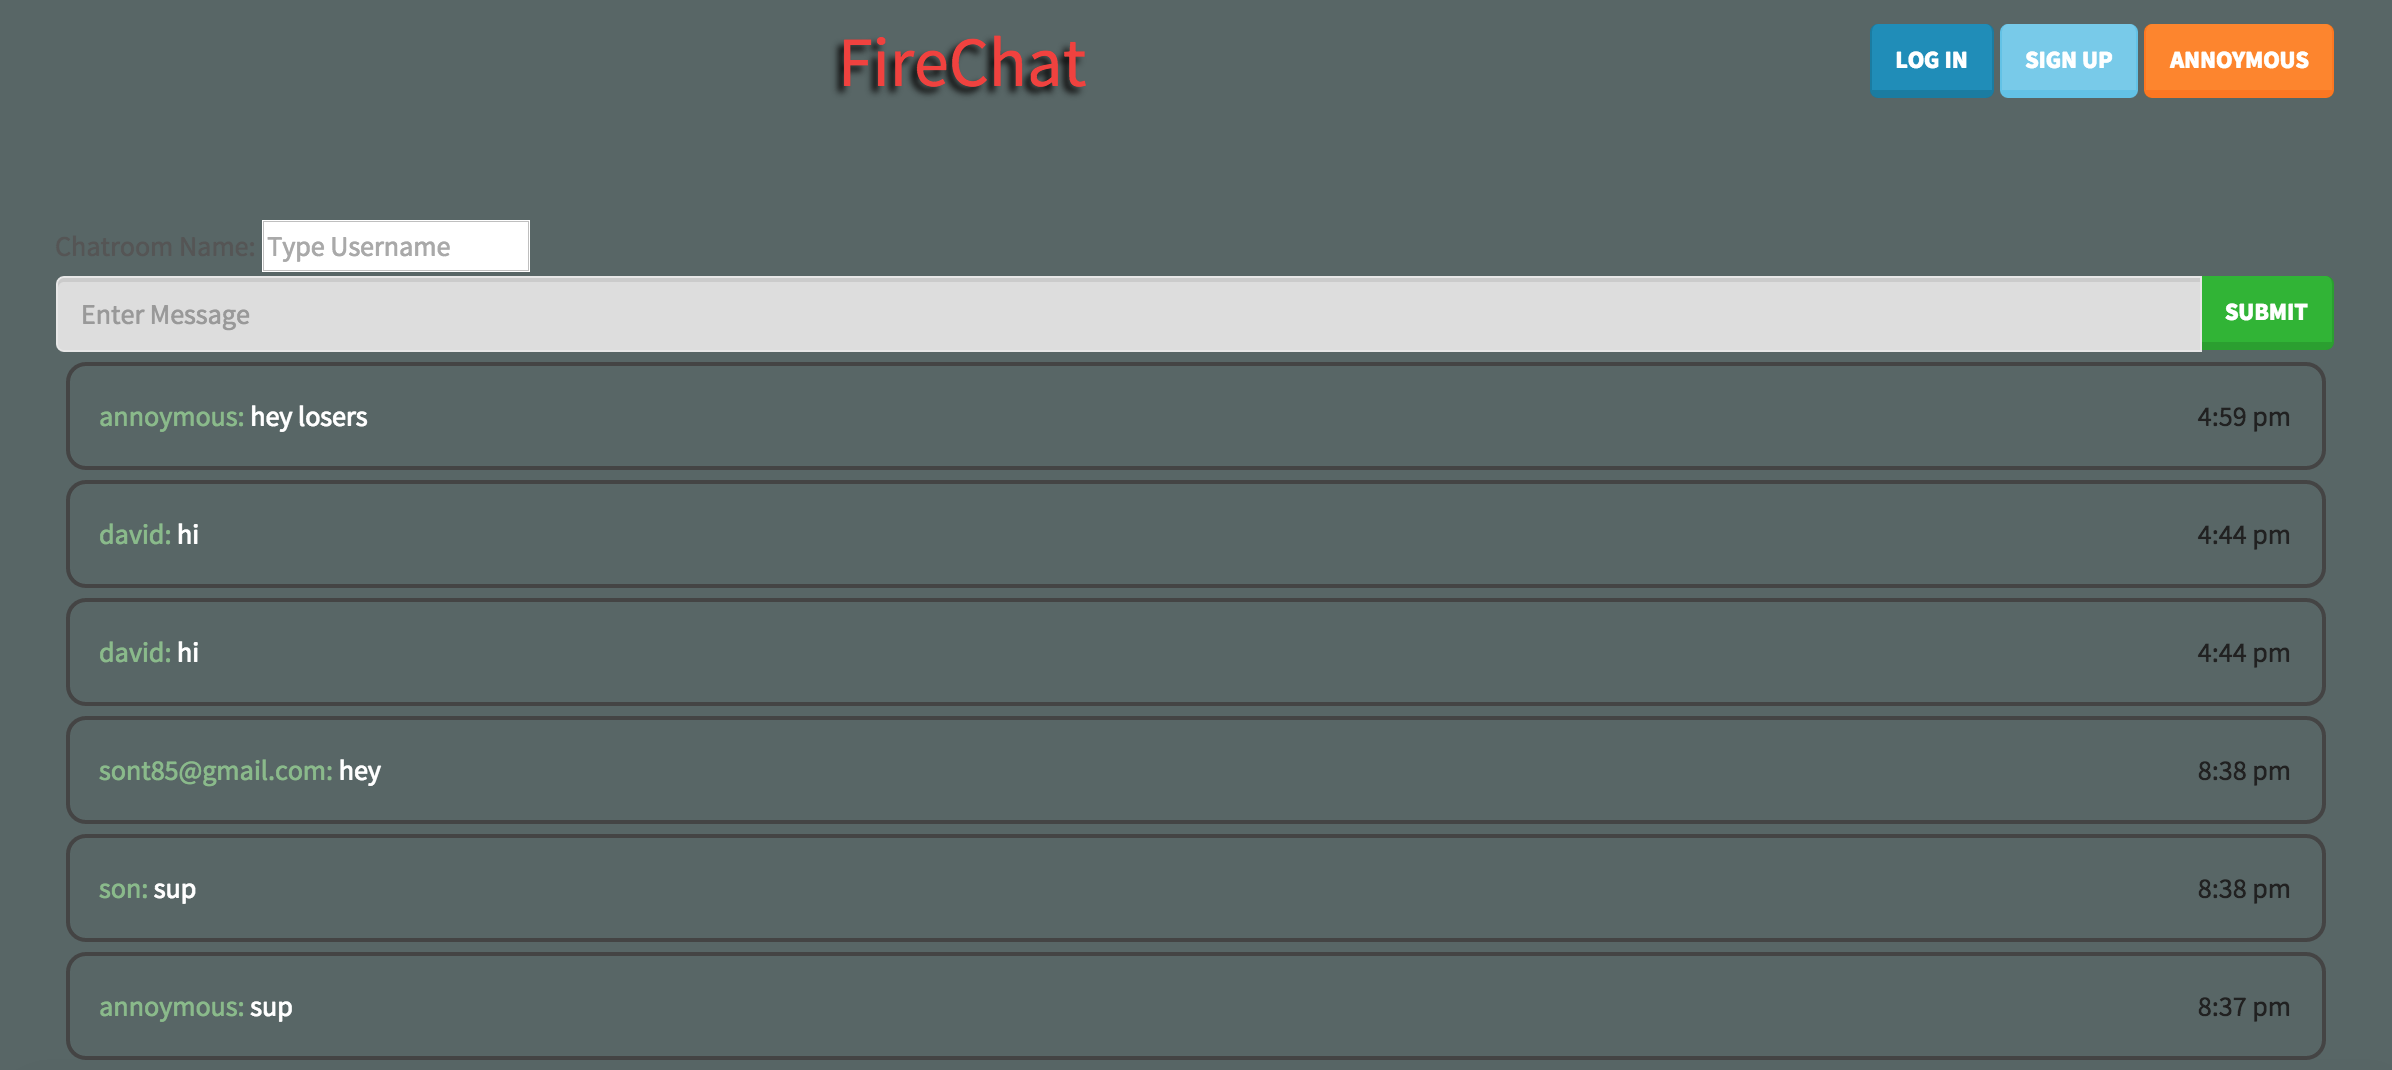 FireChat
LOG IN
SIGN UP
ANNOYMOUS
Chatroom Name: Type Username
Enter Message
SUBMIT
annoymous: hey losers 4:59 pm
david: hi 4:44 pm
david: hi 4:44 pm
sont85@gmail.com: hey 8:38 pm
son: sup 8:38 pm
annoymous: sup 8:37 pm